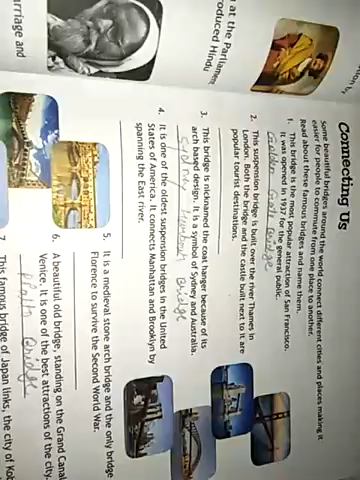 Connecting Us
Some beautiful bridges around the world connect different cities and places making it
easier for people to commute from one place to another.
Read about these famous bridges and name them.
1. This bridge is the most popular attraction of San Francisco.
It was opened in 1937 for the general public.
Golden Gate Bridge
2. This suspension bridge is built over the river Thames in
London. Both the bridge and the castle built next to it are
popular tourist destinations.
3. This bridge is nicknamed the coat hanger because of its
arch based design. It is a symbol of Sydney and Australia.
Sydney Bridge
4. It is one of the oldest suspension bridges in the United
States of America. It connects Manhattan and Brooklyn by
spanning the East river.
5. It is a medieval stone arch bridge and the only bridge
Florence to survive the Second World War.
6. A beautiful old bridge, standing on the Grand Canal
Venice. It is one of the best attractions of the city.
Bridge
7. This famous bridge of Japan links, the city of Kob
at the Parliament
roduced Hindu
rriage and